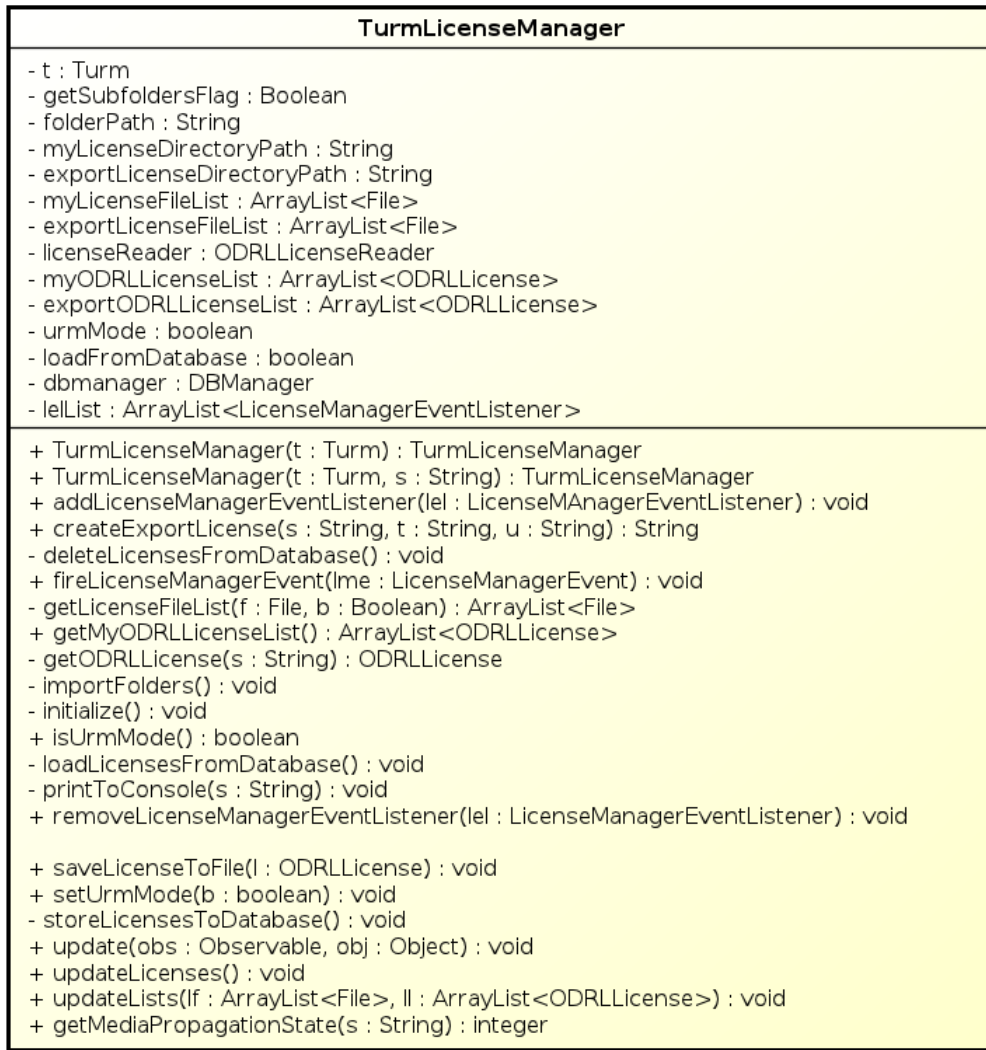 TurmLicenseManager
- t : Turm
- getSubfoldersFlag : Boolean
- folderPath : String
- myLicenseDirectoryPath : String
- exportLicenseDirectoryPath : String
- myLicenseFileList : ArrayList<File>
- exportLicenseFileList : ArrayList<File>
- licenseReader : ODRLLicenseReader
- myODRLLicenseList : ArrayList<ODRLLicense>
- exportODRLLicenseList : ArrayList<ODRLLicense>
- urmMode : boolean
- loadFromDatabase : boolean
- dbmanager : DBManager
- lelList : ArrayList<LicenseManagerEventListener>
+ TurmLicenseManager(t : Turm) : TurmLicenseManager
+ TurmLicenseManager(t : Turm, s : String) : TurmLicenseManager
+ addLicenseManagerEventListener(lel : LicenseMAnagerEventListener) : void
+ createExportLicense(s : String, t : String, u : String) : String
- deleteLicensesFromDatabase() : void
+ fireLicenseManagerEvent(lme : LicenseManagerEvent) : void
- getLicenseFileList(f : File, b : Boolean) : ArrayList<File>
+ getMyODRLLicenseList() : ArrayList<ODRLLicense>
- getODRLLicense(s : String) : ODRLLicense
- importFolders() : void
- initialize() : void
+ isUrmMode() : boolean
- loadLicensesFromDatabase() : void
- printToConsole(s : String) : void
+ removeLicenseManagerEventListener(lel : LicenseManagerEventListener) : void
+ saveLicenseToFile(l : ODRLLicense) : void
+ setUrmMode(b : boolean) : void
- storeLicensesToDatabase() : void
+ update(obs : Observable, obj : Object) : void
+ updateLicenses() : void
+ updateLists(lf : ArrayList<File>, ll : ArrayList<ODRLLicense>) : void
+ getMediaPropagationState(s : String) : integer